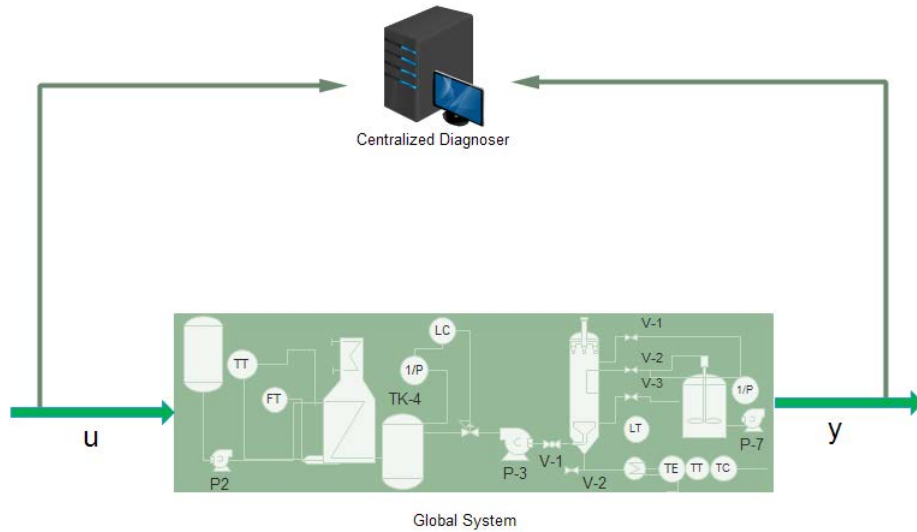 Centralized Diagnoser
V-1
LC
V-2
TT
1/P
V-3
1/P
FT
TK-4
u
LT
y
P-7
P-3
V-1
P2
V-2
TE
TT
TC
Global System